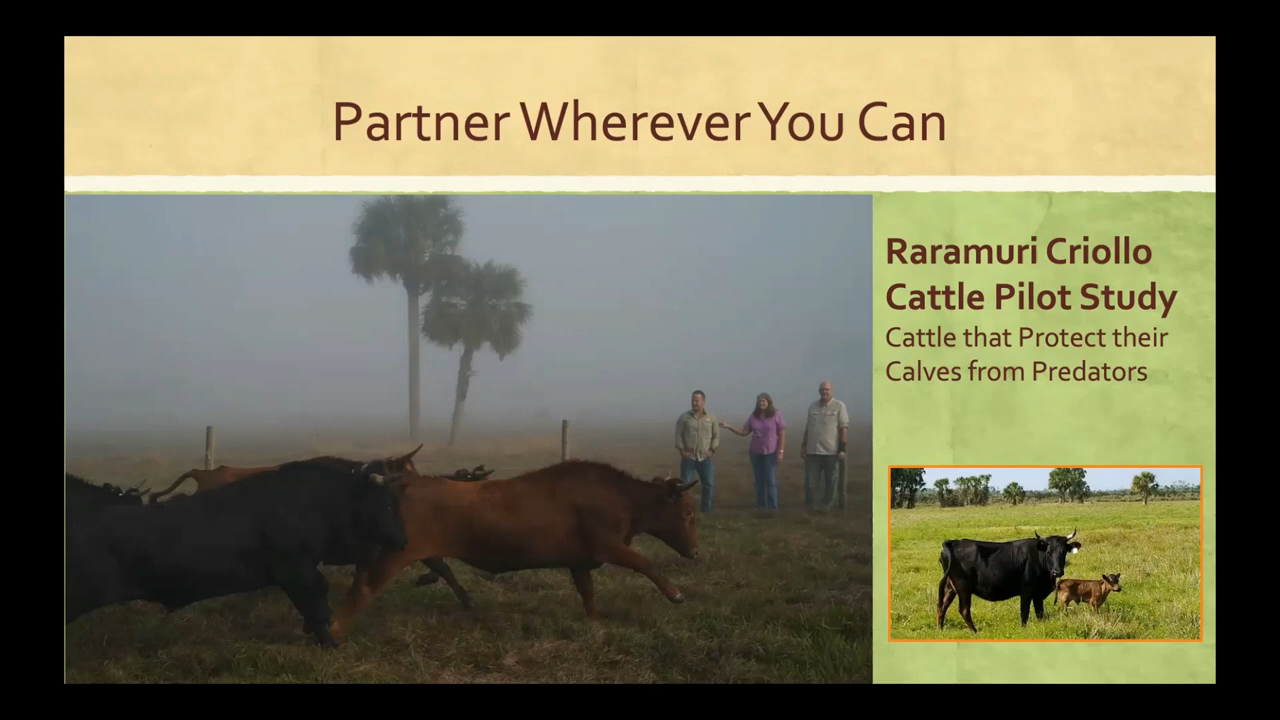 Partner Wherever You Can
Raramuri Criollo
Cattle Pilot Study
Cattle that Protect their
Calves from Predators